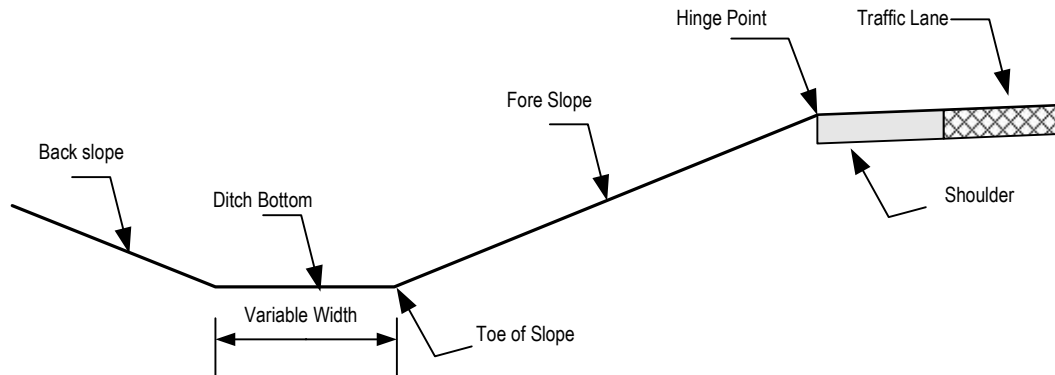 Hinge Point
Traffic Lane
Fore Slope
Back slope
Ditch Bottom
Shoulder
Variable Width
Toe of Slope